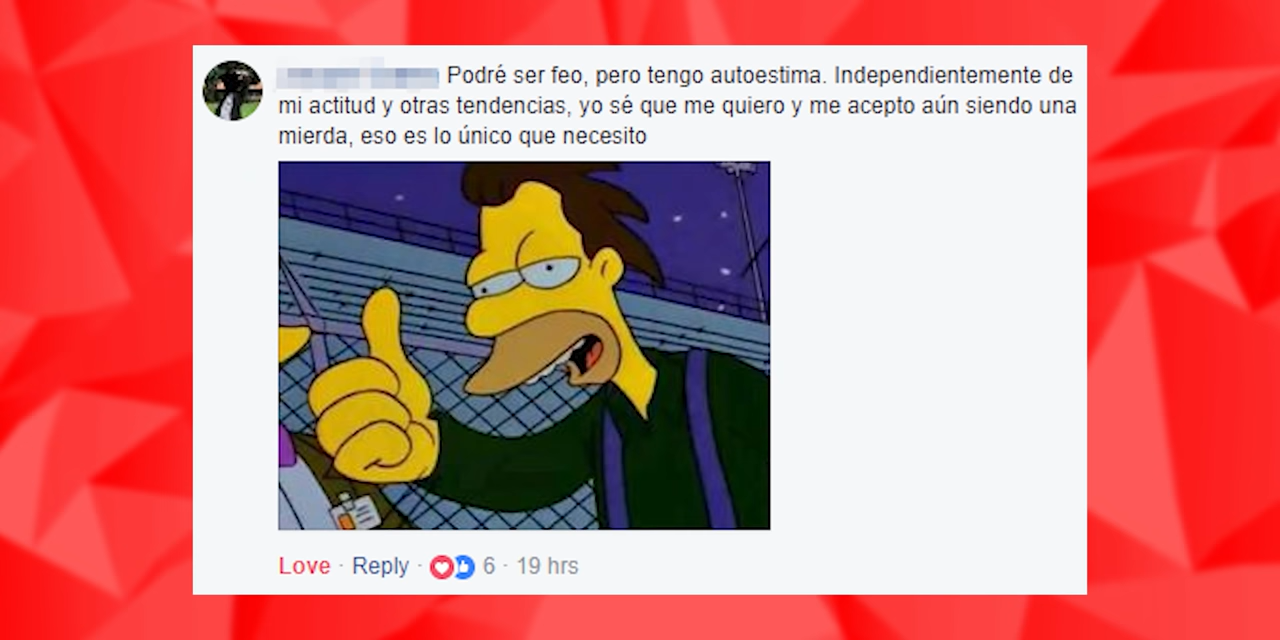 Podré ser feo, pero tengo autoestima. Independientemente de
mi actitud y otras tendencias, yo sé que me quiero y me acepto aún siendo una
mierda, eso es lo único que necesito
Love · Reply · 6 · 19 hrs